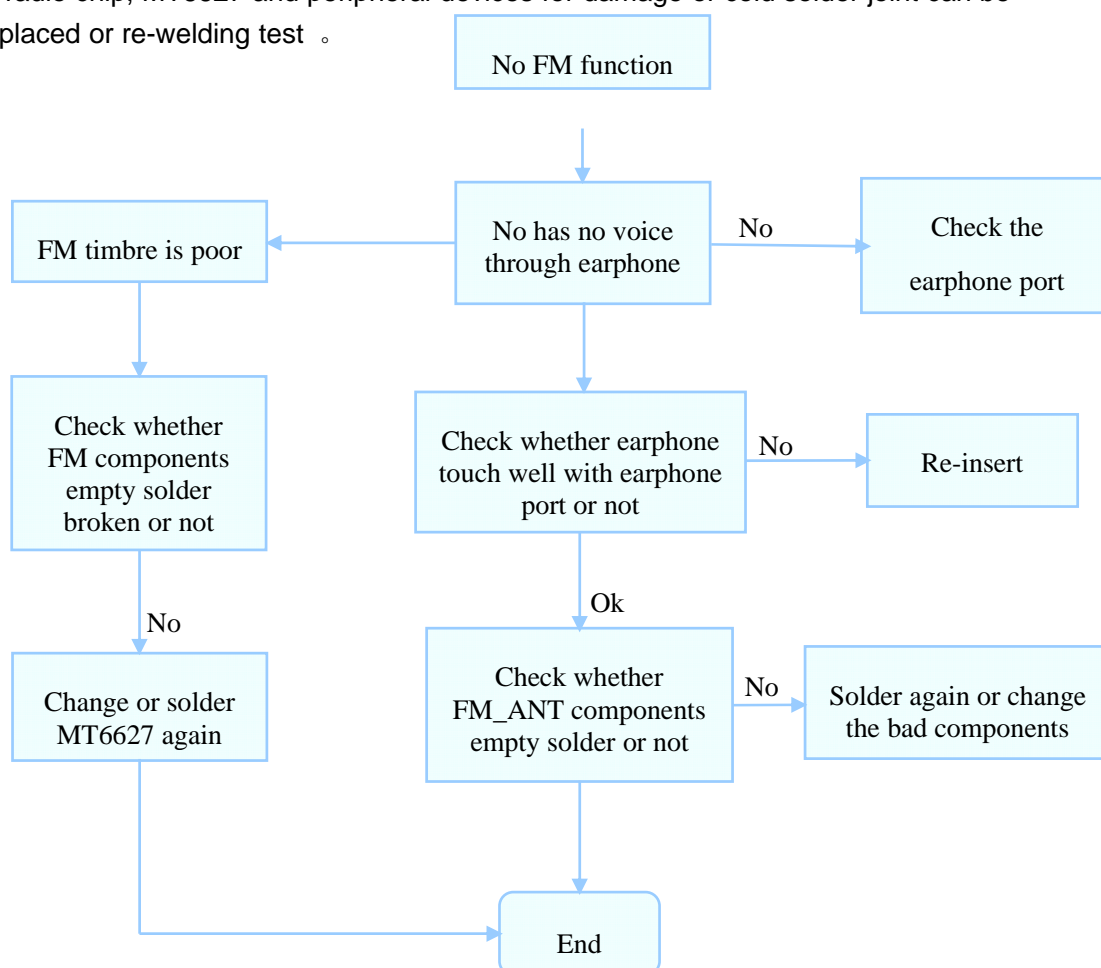 placed or re-welding test 。
No FM function
FM timbre is poor
No has no voice
through earphone
No
Check the
earphone port
Check whether
FM components
empty solder
broken or not
Check whether earphone
touch well with earphone
port or not
No
Re-insert
No
Ok
Change or solder
MT6627 again
Check whether
FM_ANT components
empty solder or not
No
Solder again or change
the bad components
End